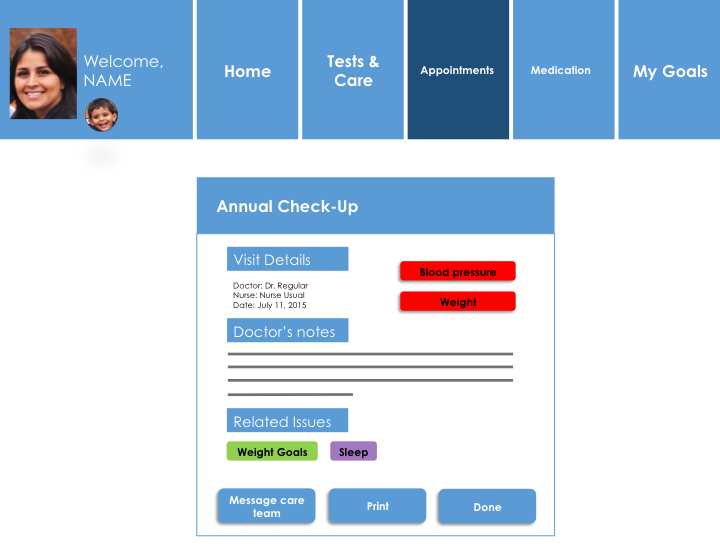 Welcome,
NAME
Home
Tests &
Care
Appointments
Medication
My Goals
Annual Check-Up
Visit Details
Blood pressure
Doctor: Dr. Regular
Nurse: Nurse Usual
Weight
Date: July 11, 2015
Doctor's notes
Related Issues
Weight Goals
Sleep
Message care
team
Print
Done